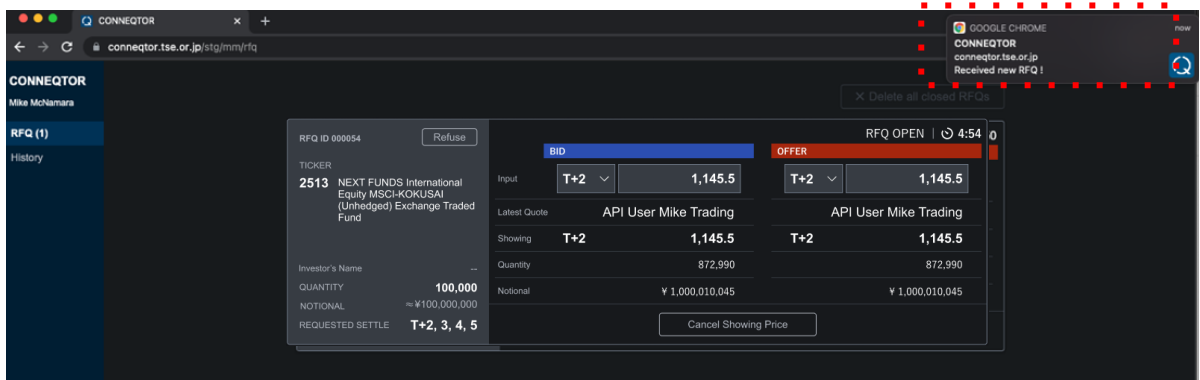 CONNEQTOR
conneqtor.tse.or.jp/stg/mm/rfq
GOOGLE CHROME
now
CONNEQTOR
conneqtor.tse.or.jp
Received new RFQ !
CONNEQTOR
Mike McNamara
RFQ (1)
History
× Delete all closed RFQs
RFQ ID 000054
Refuse
TICKER
2513 NEXT FUNDS International
Equity MSCI-KOKUSAI
(Unhedged) Exchange Traded
Fund
Investor's Name --
QUANTITY 100,000
NOTIONAL ≈¥100,000,000
REQUESTED SETTLE T+2, 3, 4, 5
RFQ OPEN | 4:54
BID OFFER
Input T+2 1,145.5 T+2 1,145.5
Latest Quote API User Mike Trading API User Mike Trading
Showing T+2 1,145.5 T+2 1,145.5
Quantity 872,990 872,990
Notional ¥ 1,000,010,045 ¥ 1,000,010,045
Cancel Showing Price